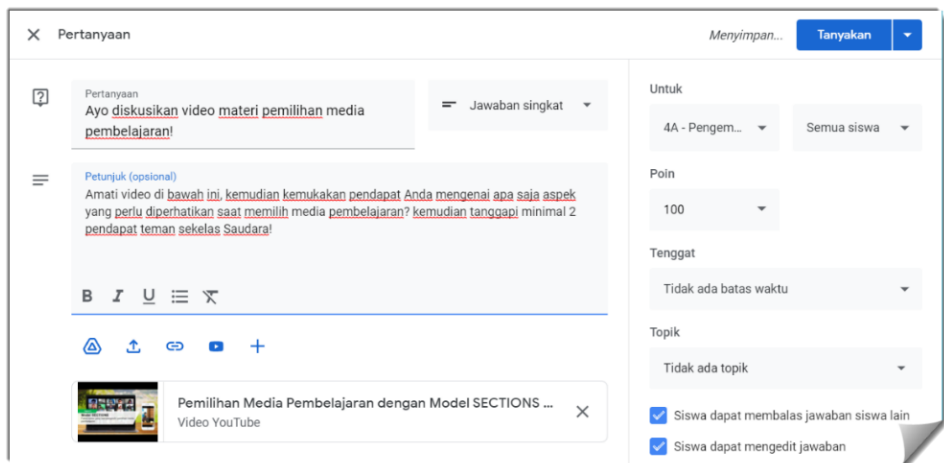 Pertanyaan
Menyimpan...
Tanyakan
Pertanyaan
Ayo diskusikan video materi pemilihan media
pembelajaran!
Jawaban singkat
Petunjuk (opsional)
Amati video di bawah ini, kemudian kemukakan pendapat Anda mengenai apa saja aspek
yang perlu diperhatikan saat memilih media pembelajaran? kemudian tanggapi minimal 2
pendapat teman sekelas Saudara!
B I U
Pemilihan Media Pembelajaran dengan Model SECTIONS ...
Video YouTube
Untuk
4A - Pengem...
Semua siswa
Poin
100
Tenggat
Tidak ada batas waktu
Topik
Tidak ada topik
Siswa dapat membalas jawaban siswa lain
Siswa dapat mengedit jawaban